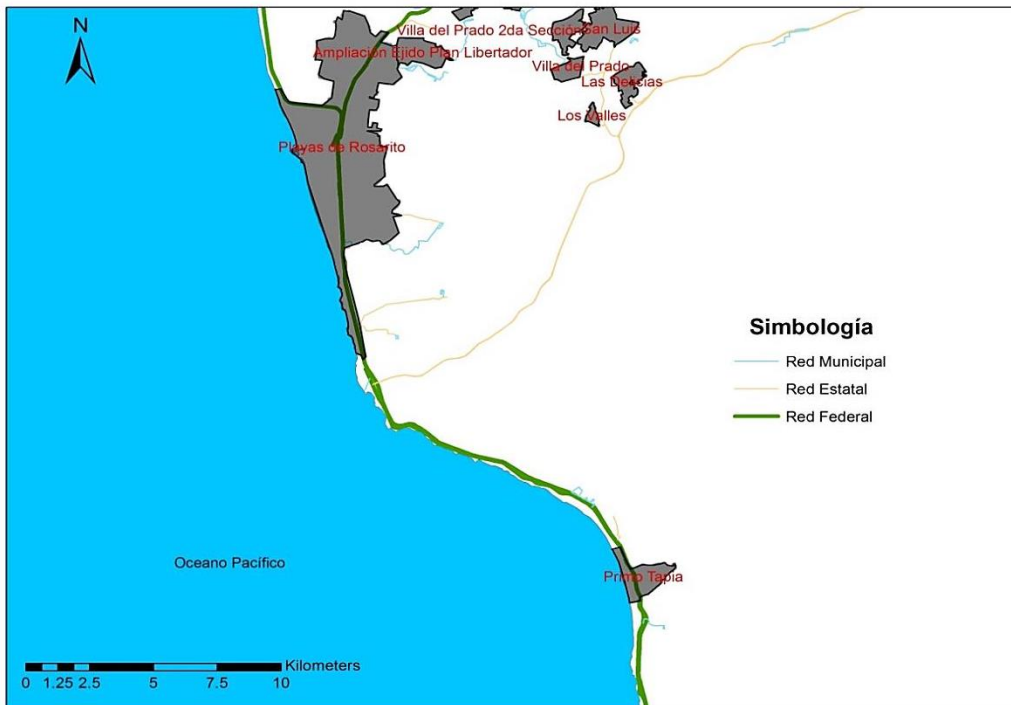 N
Villa del Prado 2da Sección
San Luis
Ampliación Ejido Plan Libertador
Villa del Prado
Las Delicias
Los Valles
Playas de Rosarito
Simbología
Red Municipal
Red Estatal
Red Federal
Oceano Pacífico
Primo Tapia
Kilometers
0 1.25 2.5 5 7.5 10